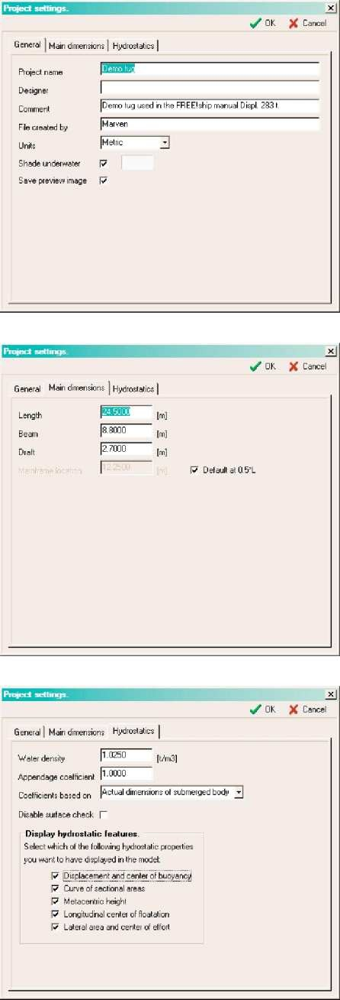 Project settings.
OK Cancel
General Main dimensions Hydrostatics
Project name Demo tug
Designer
Comment Demo tug used in the FREE!ship manual Displ. 283 t.
File created by Marven
Units Metric
Shade underwater
Save preview image
Project settings.
OK Cancel
General Main dimensions Hydrostatics
Length 24.5000 [m]
Beam 8.8000 [m]
Draft 2.7000 [m]
Mainframe location 12.2500 [m] Default at 0.5*L
Project settings.
OK Cancel
General Main dimensions Hydrostatics
Water density 1.0250 [t/m3]
Appendage coefficient 1.0000
Coefficients based on Actual dimensions of submerged body
Disable surface check
Display hydrostatic features.
Select which of the following hydrostatic properties
you want to have displayed in the model:
Displacement and center of buoyancy
Curve of sectional areas
Metacentric height
Longitudinal center of floatation
Lateral area and center of effort